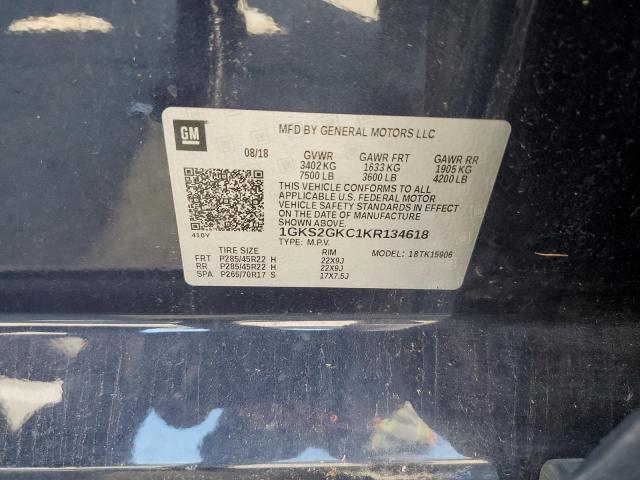 GM
MFD BY GENERAL MOTORS LLC
08/18 GVWR GAWR FRT GAWR RR
3402 KG 1633 KG 1905 KG
7500 LB 3600 LB 4200 LB
THIS VEHICLE CONFORMS TO ALL
APPLICABLE U.S. FEDERAL MOTOR
VEHICLE SAFETY STANDARDS IN EFFECT
ON THE DATE OF MANUFACTURE
SHOWN ABOVE.
1GKS2GKC1KR134618
410Y TYPE: M.P.V. MODEL: 18TK15906
TIRE SIZE RIM
FRT P285/45R22 H 22X9J
RR P285/45R22 H 22X9J
SPA P265/70R17 S 17X7.5J